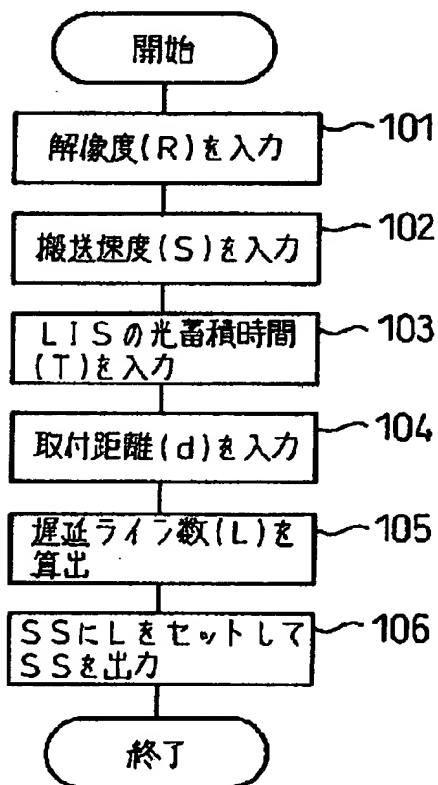 開始
解像度(R)を入力
101
搬送速度(S)を入力
102
LISの光蓄積時間
(T)を入力
103
取付距離(d)を入力
104
遅延ライン数(L)を
算出
105
SSにLをセットして
SSを出力
106
終了